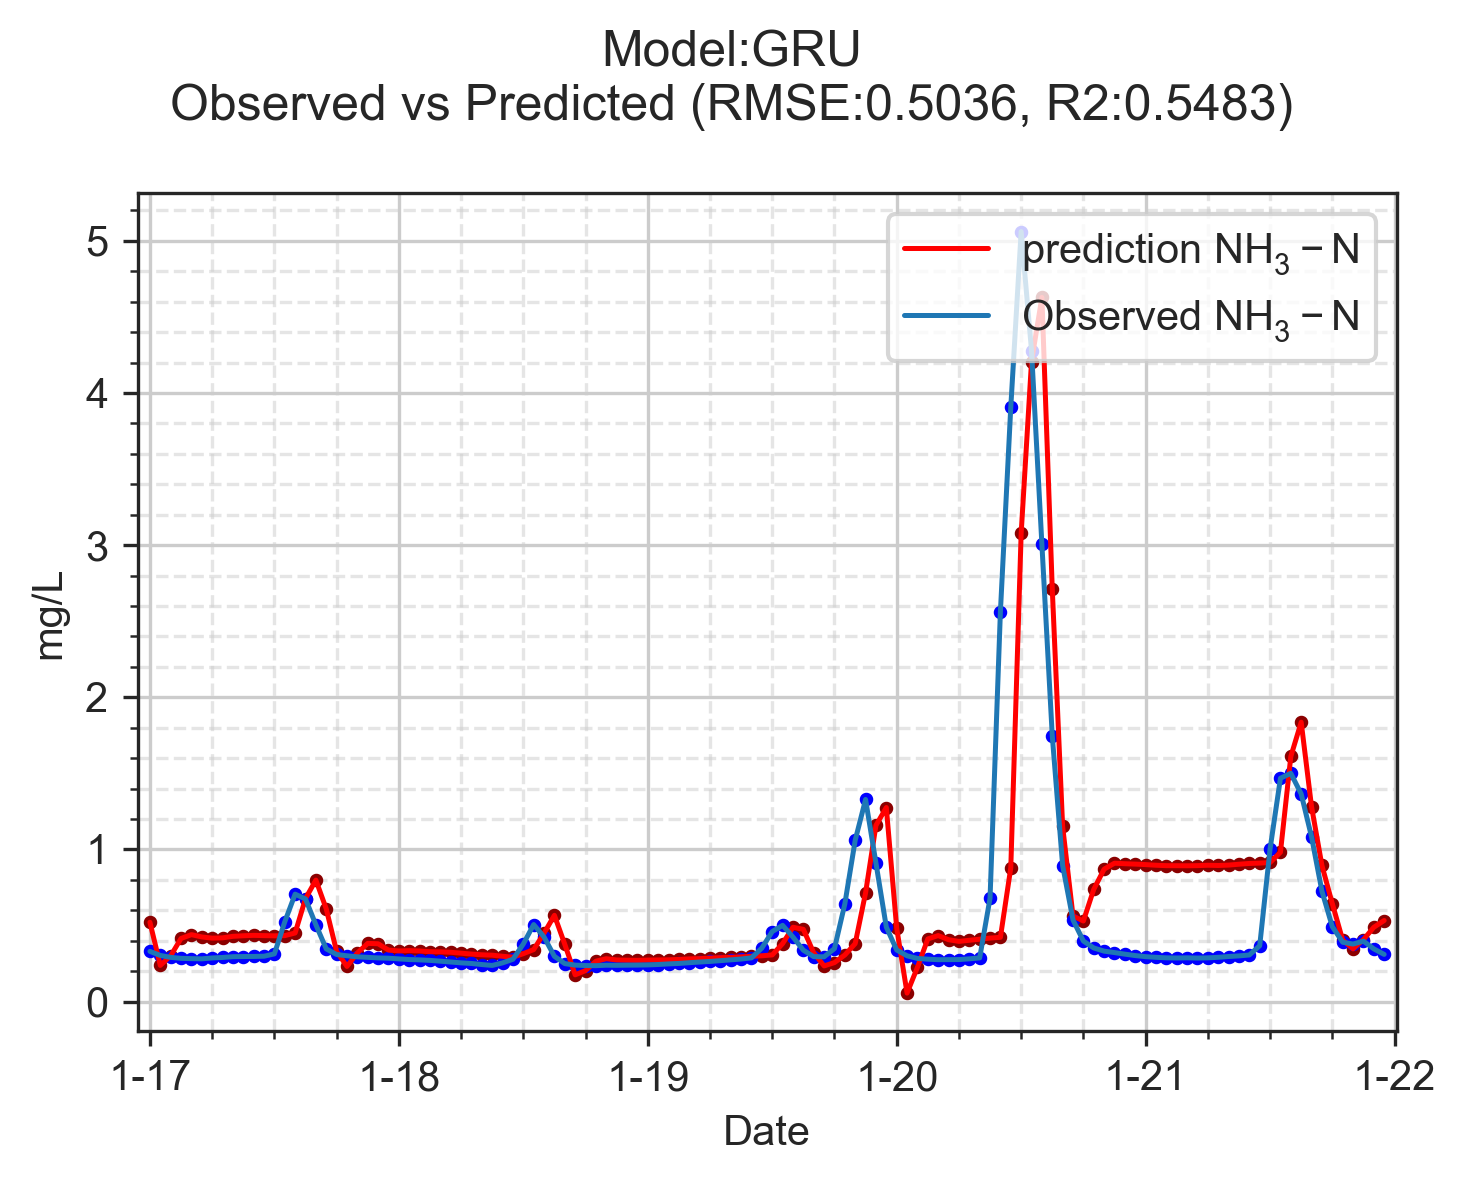 Model:GRU
Observed vs Predicted (RMSE:0.5036, R2:0.5483)
prediction NH₃ − N
Observed NH₃ − N
5
4
3
2
1
0
mg/L
1-17 1-18 1-19 1-20 1-21 1-22
Date